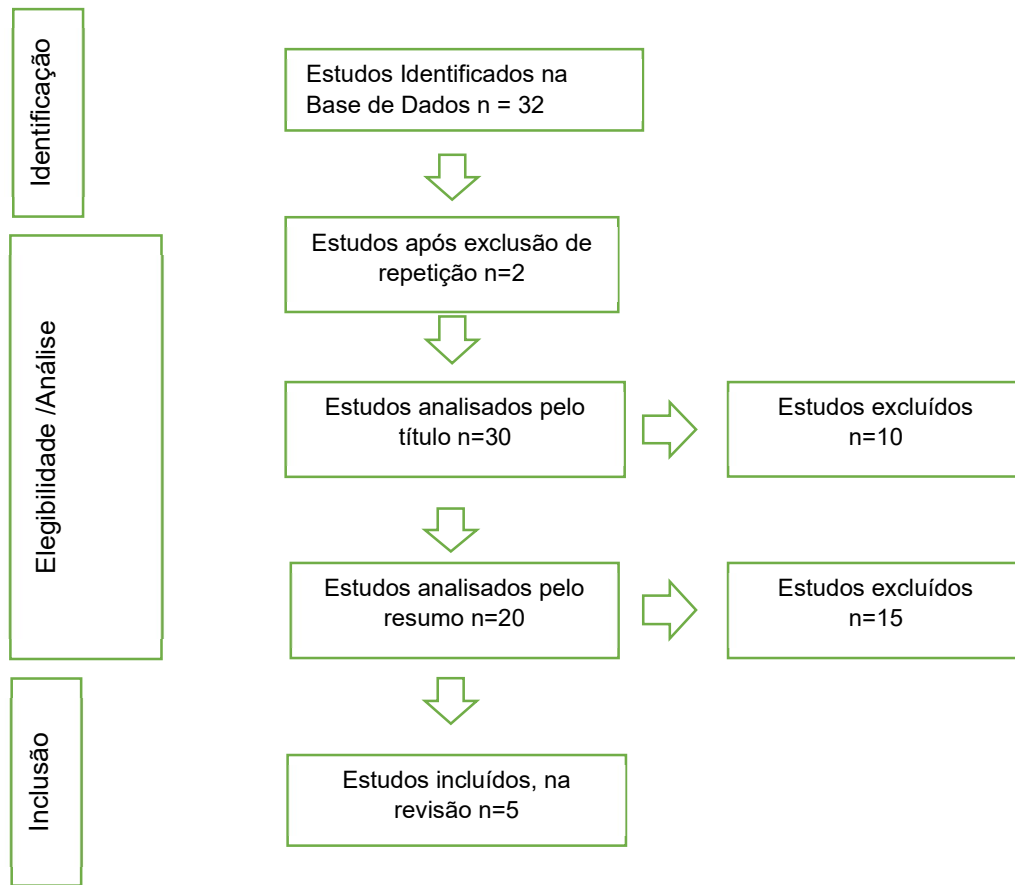 Identificação
Estudos Identificados na
Base de Dados n = 32
Elegibilidade /Análise
Estudos após exclusão de
repetição n=2
Estudos analisados pelo
título n=30
Estudos excluídos
n=10
Estudos analisados pelo
resumo n=20
Estudos excluídos
n=15
Inclusão
Estudos incluídos, na
revisão n=5